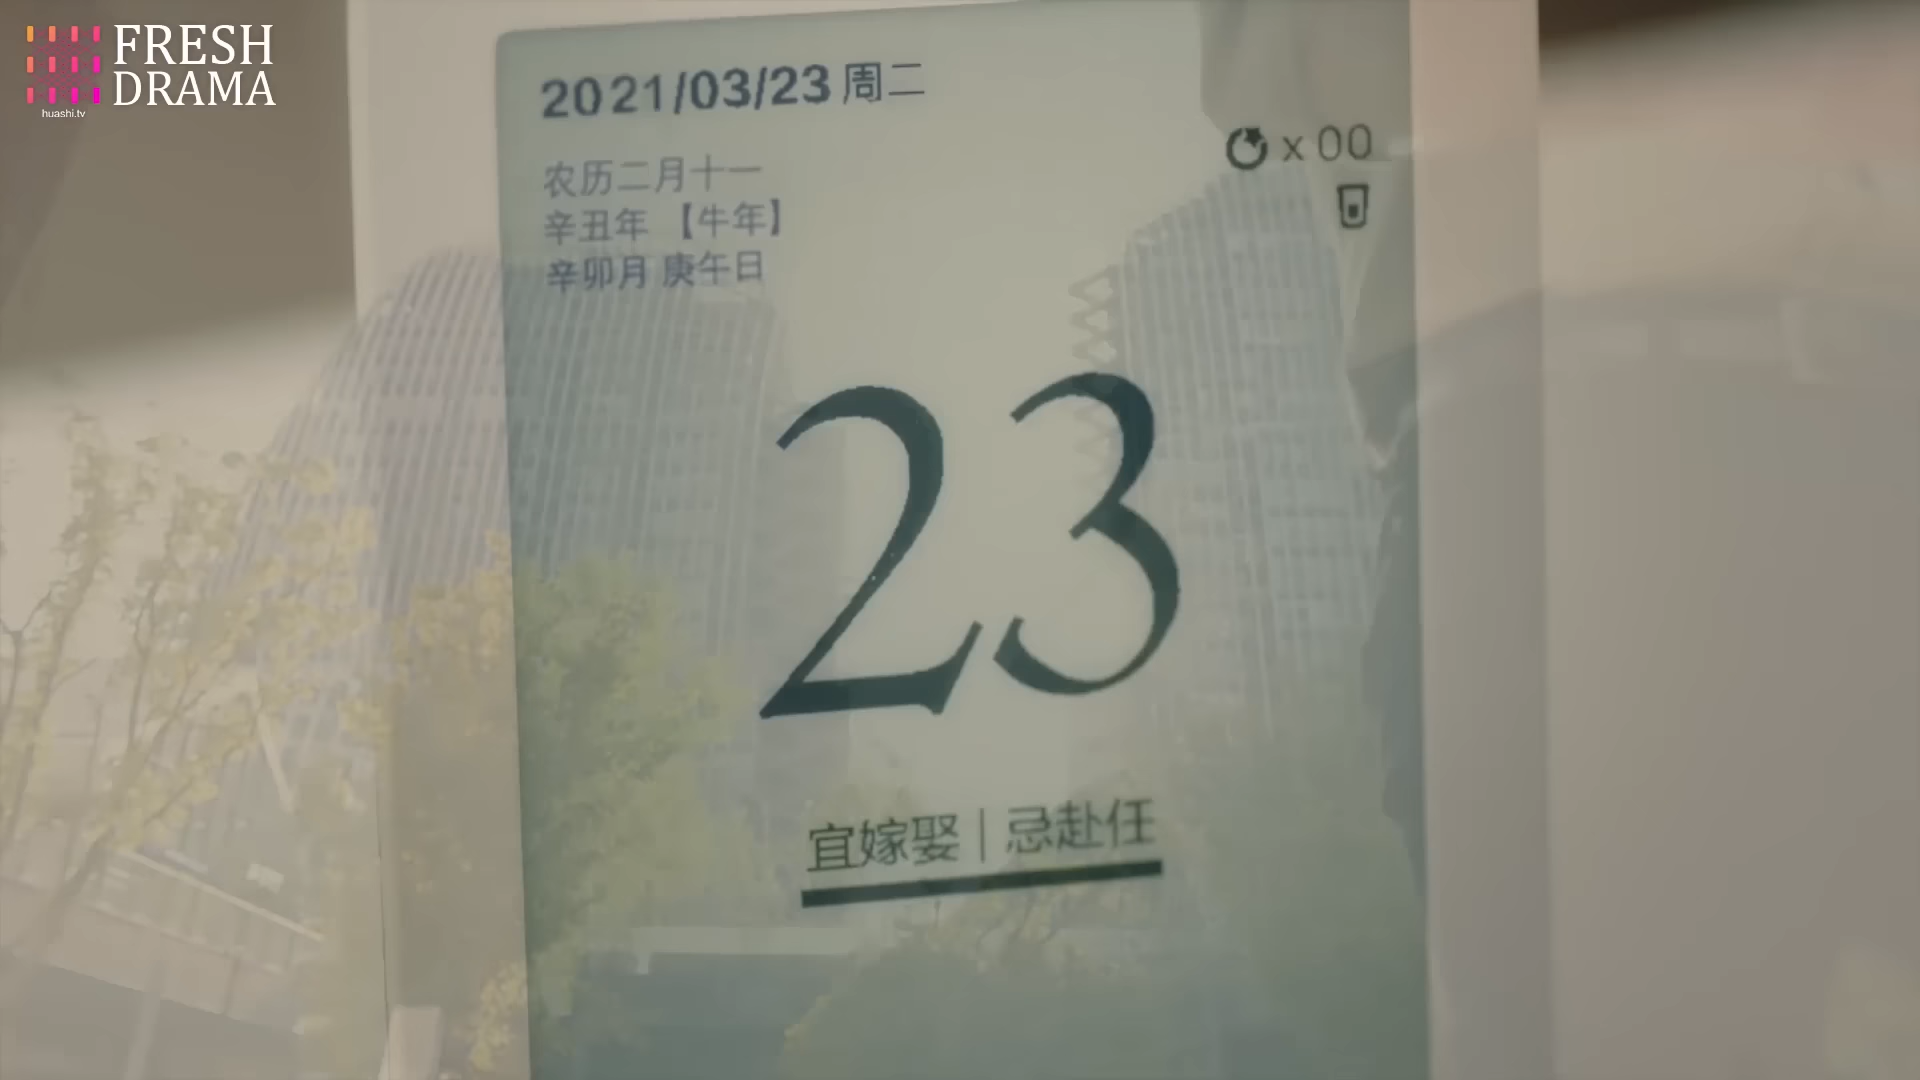 FRESH
DRAMA
huashi.tv
2021/03/23 周二
农历二月十一
辛丑年 【牛年】
辛卯月 庚午日
x 00
23
宜嫁娶 | 忌赴任